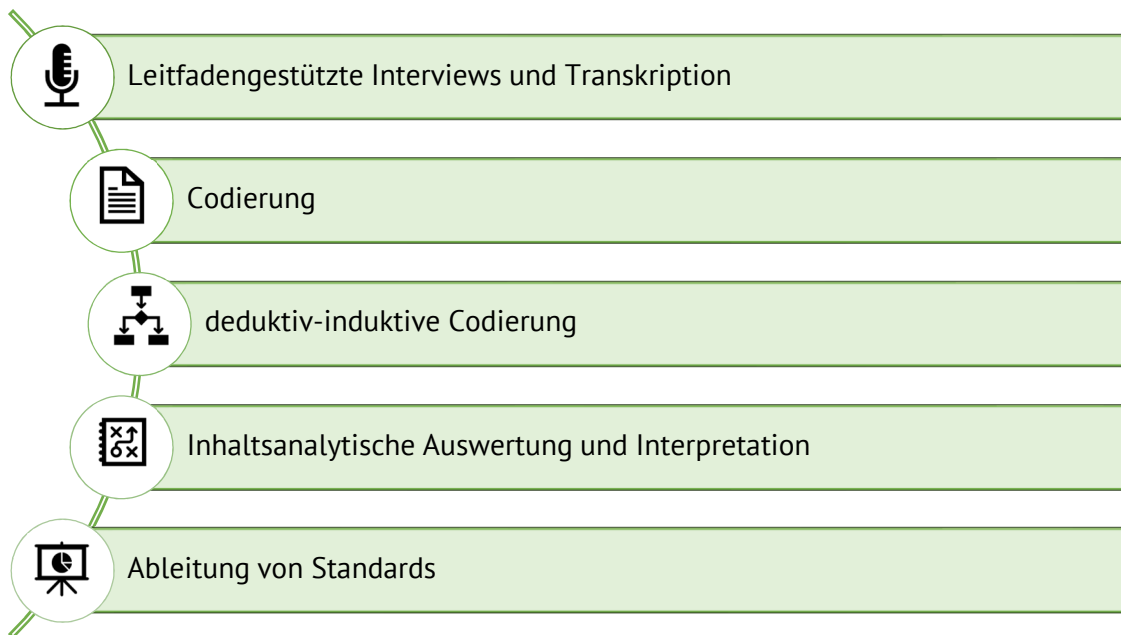 Leitfadengestützte Interviews und Transkription
Codierung
deduktiv-induktive Codierung
Inhaltsanalytische Auswertung und Interpretation
Ableitung von Standards